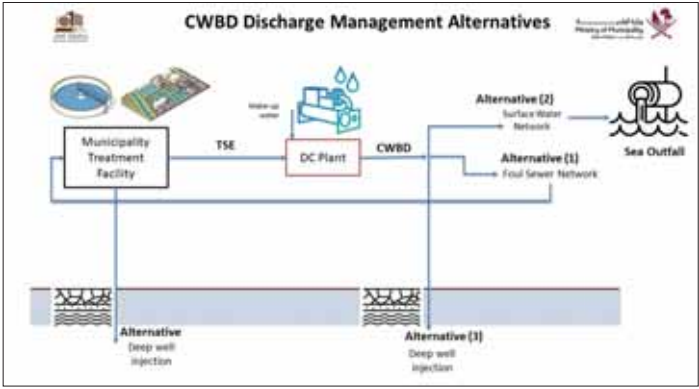 CWBD Discharge Management Alternatives
Ministry of Municipality
Make-up
water
Alternative (2)
Surface Water
Network
Sea Outfall
Municipality
Treatment
Facility
TSE
DC Plant
CWBD
Alternative (1)
Foul Sewer Network
Alternative
Deep well
injection
Alternative (3)
Deep well
injection